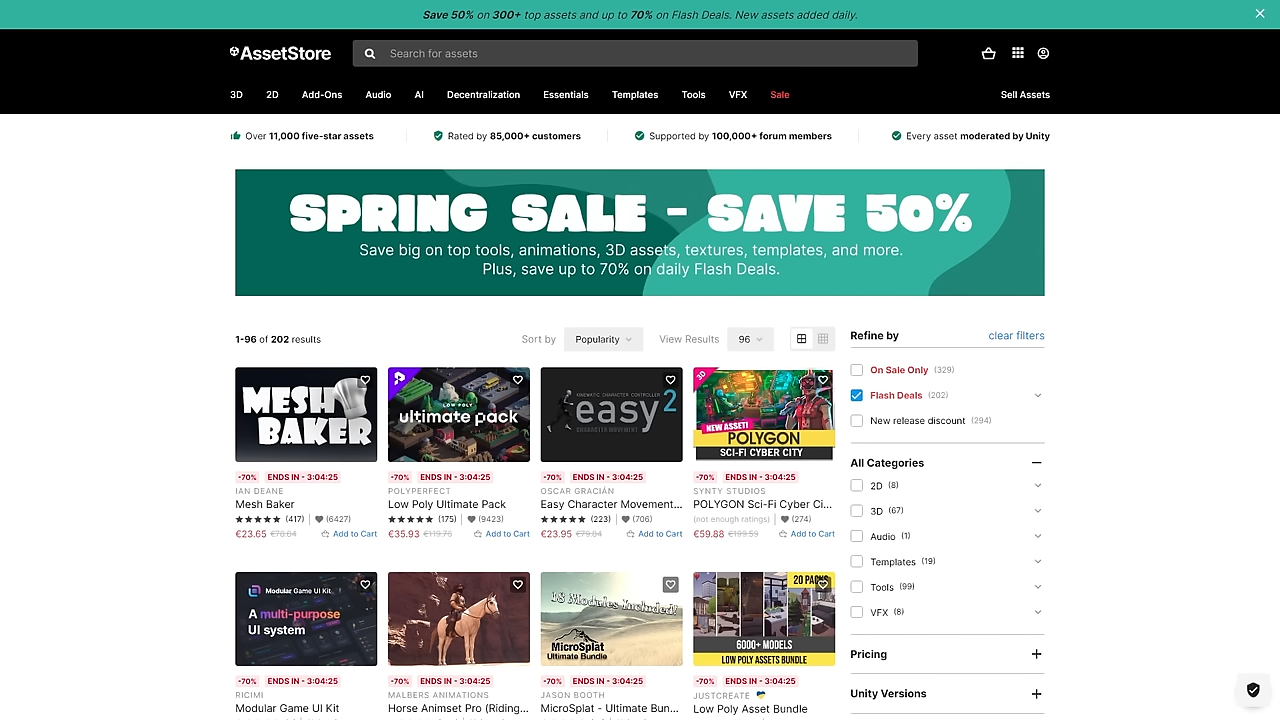 Save 50% on 300+ top assets and up to 70% on Flash Deals. New assets added daily.
AssetStore
Search for assets
3D 2D Add-Ons Audio AI Decentralization Essentials Templates Tools VFX Sale Sell Assets
Over 11,000 five-star assets Rated by 85,000+ customers Supported by 100,000+ forum members Every asset moderated by Unity
SPRING SALE - SAVE 50%
Save big on top tools, animations, 3D assets, textures, templates, and more.
Plus, save up to 70% on daily Flash Deals.
1-96 of 202 results Sort by Popularity View Results 96
Refine by clear filters
On Sale Only (329)
Flash Deals (202)
New release discount (294)
All Categories
2D (8)
3D (67)
Audio (1)
Templates (19)
Tools (99)
VFX (8)
Pricing
Unity Versions
MESH
BAKER
-70% ENDS IN - 3:04:25
IAN DEANE
Mesh Baker
(417) (6427)
€23.65 €78.84 Add to Cart
LOW POLY
ultimate pack
-70% ENDS IN - 3:04:25
POLYPERFECT
Low Poly Ultimate Pack
(175) (9423)
€35.93 €119.76 Add to Cart
KINEMATIC CHARACTER CONTROLLER
easy 2
CHARACTER MOVEMENT
-70% ENDS IN - 3:04:25
OSCAR GRACIÁN
Easy Character Movement...
(223) (706)
€23.95 €79.84 Add to Cart
3D
NEW ASSET!
POLYGON
SCI-FI CYBER CITY
-70% ENDS IN - 3:04:25
SYNTY STUDIOS
POLYGON Sci-Fi Cyber Ci...
(not enough ratings) (274)
€59.88 €199.59 Add to Cart
Modular Game UI Kit
A multi-purpose
UI system
-70% ENDS IN - 3:04:25
RICIMI
Modular Game UI Kit
-70% ENDS IN - 3:04:25
MALBERS ANIMATIONS
Horse Animset Pro (Riding...
18 Modules Included!
MicroSplat
Ultimate Bundle
-70% ENDS IN - 3:04:25
JASON BOOTH
MicroSplat - Ultimate Bun...
20 PACKS
6000+ MODELS
LOW POLY ASSETS BUNDLE
-70% ENDS IN - 3:04:25
JUSTCREATE
Low Poly Asset Bundle